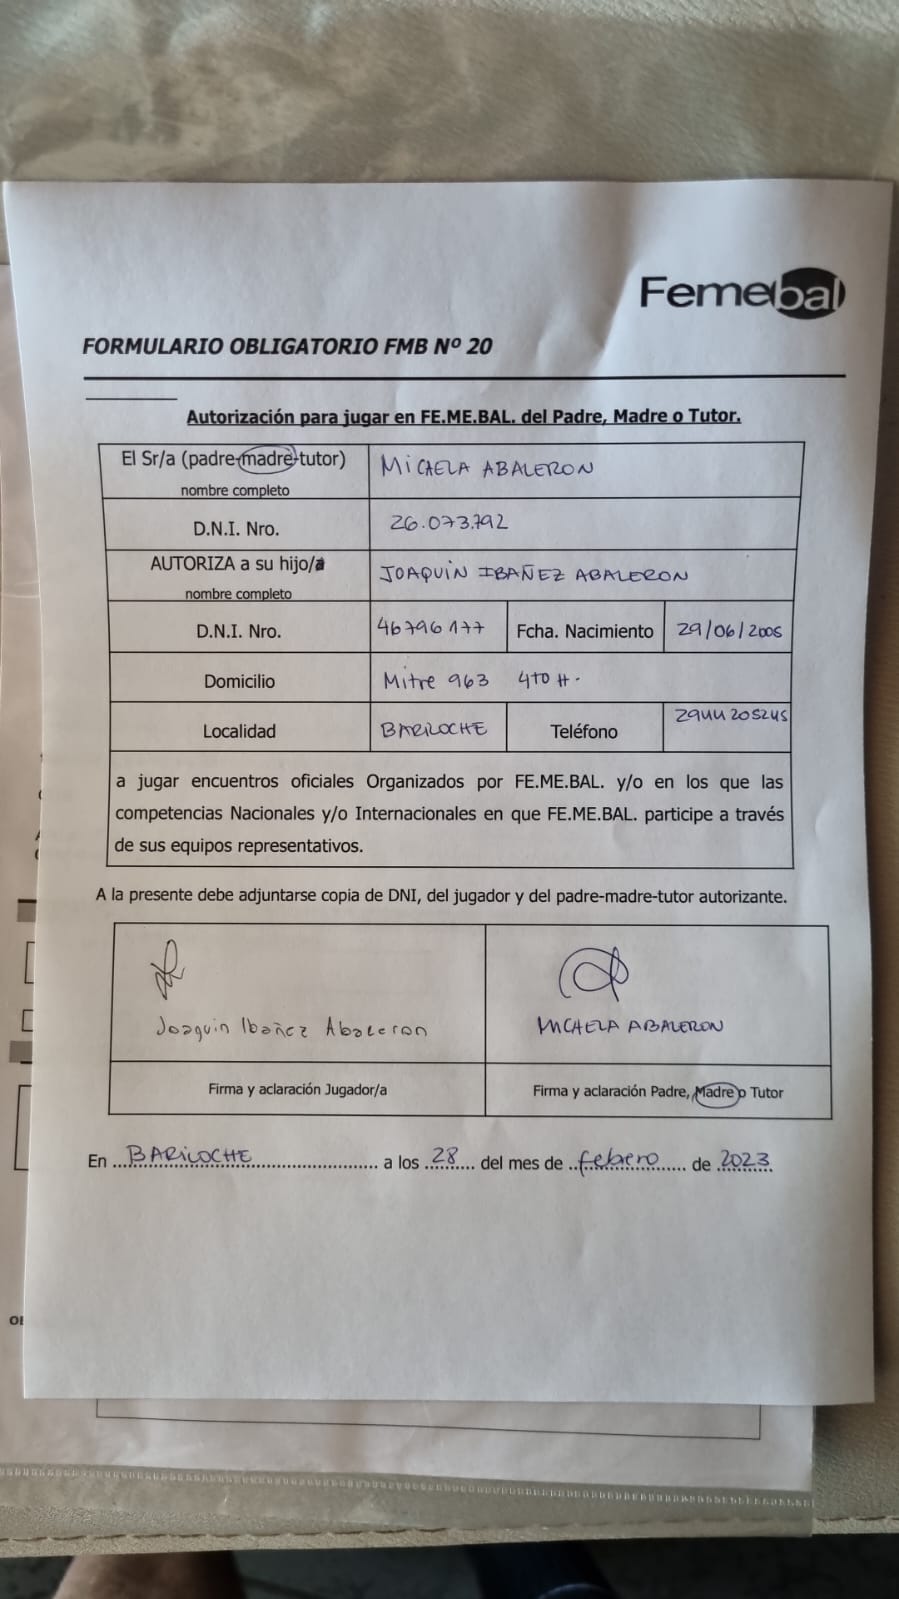 Femebal
FORMULARIO OBLIGATORIO FMB Nº 20
Autorización para jugar en FE.ME.BAL. del Padre, Madre o Tutor.
El Sr/a (padre-madre-tutor) MICAELA ABALERON
nombre completo
D.N.I. Nro. 26.073.792
AUTORIZA a su hijo/a JOAQUIN IBAÑEZ ABALERON
nombre completo
D.N.I. Nro. 46796177 Fcha. Nacimiento 29/06/2005
Domicilio Mitre 963 4TO H.
Localidad BARILOCHE Teléfono 2944205245
a jugar encuentros oficiales Organizados por FE.ME.BAL. y/o en los que las
competencias Nacionales y/o Internacionales en que FE.ME.BAL. participe a través
de sus equipos representativos.
A la presente debe adjuntarse copia de DNI, del jugador y del padre-madre-tutor autorizante.
Joaquin Ibañez Abaleron MICAELA ABALERON
Firma y aclaración Jugador/a Firma y aclaración Padre, Madre o Tutor
En BARILOCHE a los 28 del mes de febrero de 2023